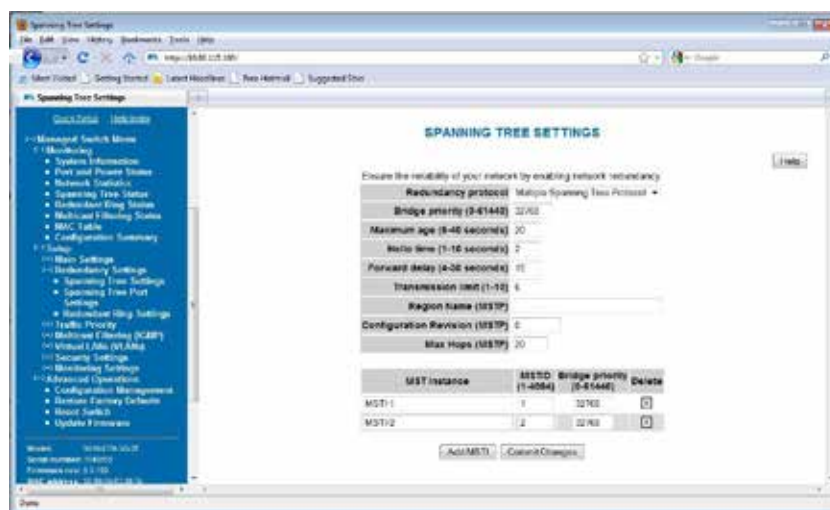 Spanning Tree Settings
File Edit View History Bookmarks Tools Help
Most Visited Getting Started Latest Headlines Free Hotmail Suggested Sites
Spanning Tree Settings
Quick Setup Help Index
Managed Switch Menu
Monitoring
System Information
Port and Power Status
Network Statistics
Spanning Tree Status
Redundant Ring Status
Multicast Filtering Status
MAC Table
Configuration Summary
Setup
Main Settings
Redundancy Settings
Spanning Tree Settings
Spanning Tree Port
Settings
Redundant Ring Settings
Traffic Priority
Multicast Filtering (IGMP)
Virtual LANs (VLANs)
Security Settings
Monitoring Settings
Advanced Operations
Configuration Management
Restore Factory Defaults
Reset Switch
Update Firmware
Model:
Serial number:
Firmware rev:
MAC address:
SPANNING TREE SETTINGS
Help
Ensure the reliability of your network by enabling network redundancy.
Redundancy protocol Multiple Spanning Tree Protocol
Bridge priority (0-61440) 32768
Maximum age (6-40 seconds) 20
Hello time (1-10 seconds) 2
Forward delay (4-30 seconds) 15
Transmission limit (1-10) 6
Region Name (MSTP)
Configuration Revision (MSTP) 0
Max Hops (MSTP) 20
MST Instance MSTID (1-4094) Bridge priority (0-61440) Delete
MSTI-1 1 32768
MSTI-2 2 32768
Add MSTI Commit Changes
Done